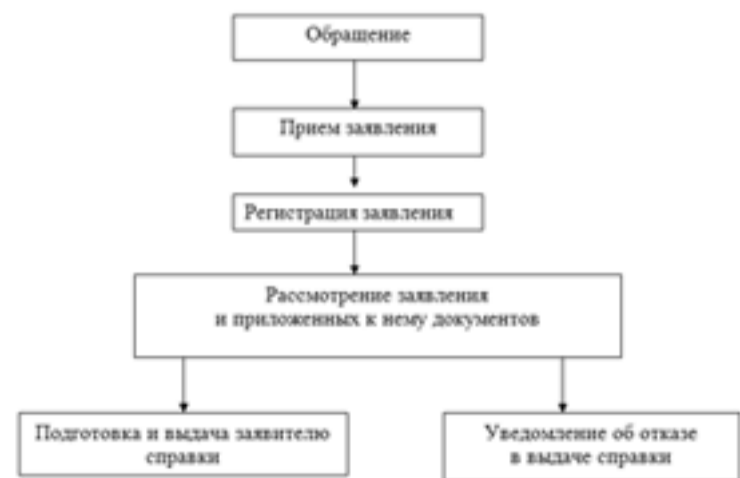 Обращение
Прием заявления
Регистрация заявления
Рассмотрение заявления
и приложенных к нему документов
Подготовка и выдача заявителю
справки
Уведомление об отказе
в выдаче справки